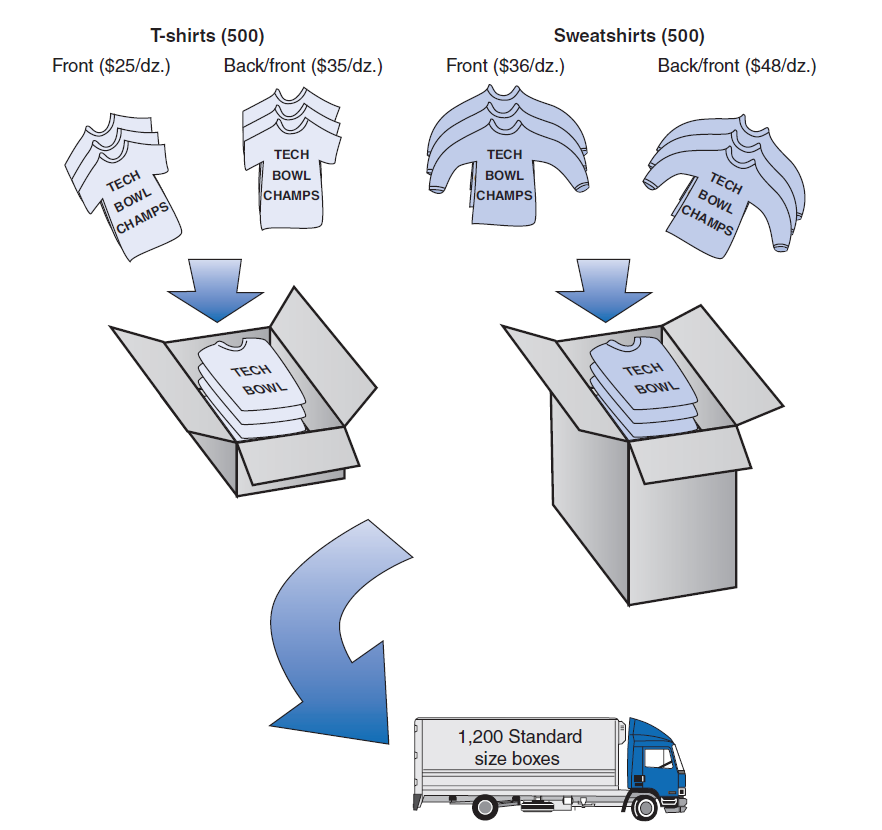 T-shirts (500)
Sweatshirts (500)
Front ($25/dz.)
Back/front ($35/dz.)
Front ($36/dz.)
Back/front ($48/dz.)
TECH
BOWL
CHAMPS
TECH
BOWL
CHAMPS
TECH
BOWL
CHAMPS
TECH
BOWL
CHAMPS
TECH
BOWL
TECH
BOWL
1,200 Standard
size boxes